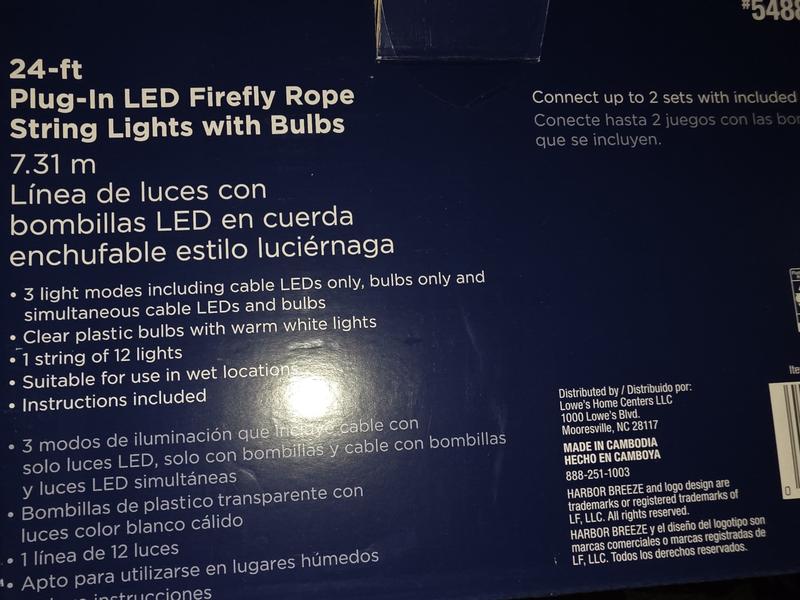 #548
24-ft
Plug-In LED Firefly Rope
String Lights with Bulbs
7.31 m
Línea de luces con
bombillas LED en cuerda
enchufable estilo luciérnaga
• 3 light modes including cable LEDs only, bulbs only and
simultaneous cable LEDs and bulbs
• Clear plastic bulbs with warm white lights
• 1 string of 12 lights
• Suitable for use in wet locations
• Instructions included
• 3 modos de iluminación que incluye cable con
solo luces LED, solo con bombillas y cable con bombillas
y luces LED simultáneas
• Bombillas de plastico transparente con
luces color blanco cálido
• 1 línea de 12 luces
• Apto para utilizarse en lugares húmedos
instrucciones
Connect up to 2 sets with included
Conecte hasta 2 juegos con las
que se incluyen.
Distributed by / Distribuido por:
Lowe's Home Centers LLC
1000 Lowe's Blvd.
Mooresville, NC 28117
MADE IN CAMBODIA
HECHO EN CAMBOYA
888-251-1003
HARBOR BREEZE and logo design are
trademarks or registered trademarks of
LF, LLC. All rights reserved.
HARBOR BREEZE y el diseño del logotipo son
marcas comerciales o marcas registradas de
LF, LLC. Todos los derechos reservados.
0